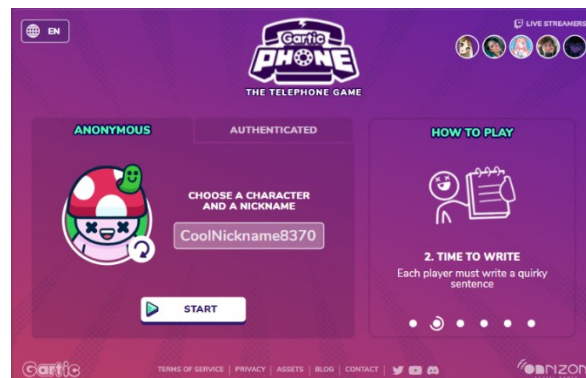 EN
Gartic
PHONE
THE TELEPHONE GAME
LIVE STREAMERS
ANONYMOUS
AUTHENTICATED
CHOOSE A CHARACTER
AND A NICKNAME
CoolNickname8370
START
HOW TO PLAY
2. TIME TO WRITE
Each player must write a quirky
sentence
Gartic
TERMS OF SERVICE | PRIVACY | ASSETS | BLOG | CONTACT |